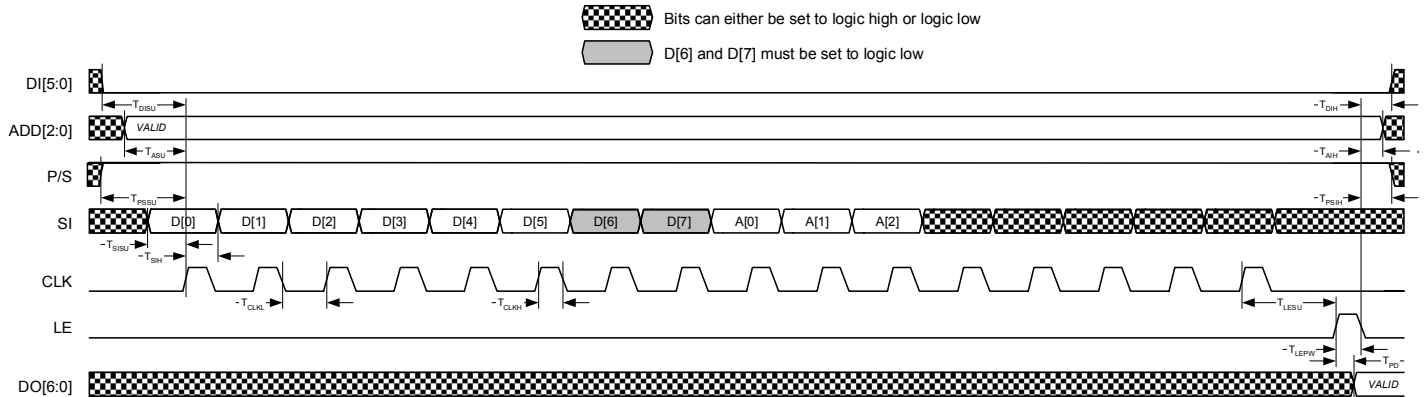 Bits can either be set to logic high or logic low
D[6] and D[7] must be set to logic low
DI[5:0]
TDISU
TDIH
ADD[2:0]
VALID
TASU
TAIH
P/S
TPSSU
TPSIH
SI
D[0] D[1] D[2] D[3] D[4] D[5] D[6] D[7] A[0] A[1] A[2]
TSISU
TSIH
CLK
TCLKL
TCLKH
TLESU
LE
TLEPW
TPD
DO[6:0]
VALID